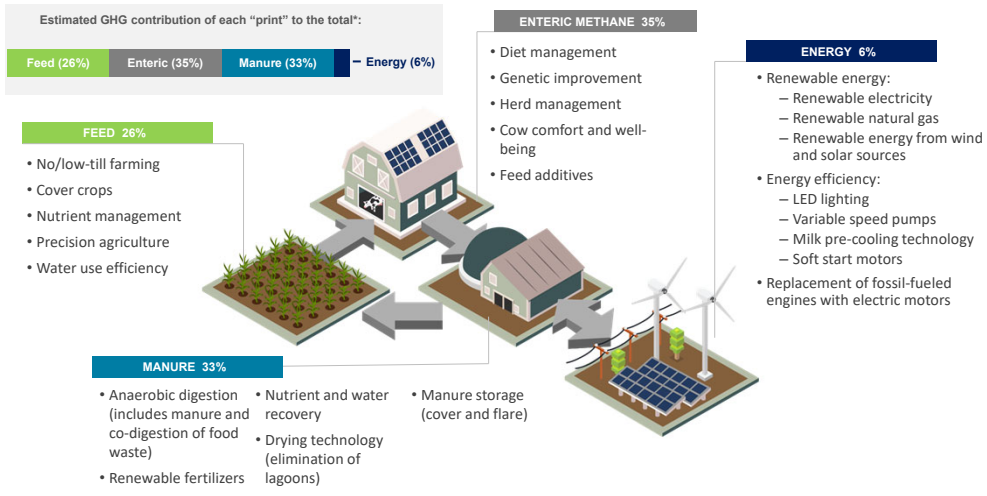 Estimated GHG contribution of each “print” to the total*:
Feed (26%)
Enteric (35%)
Manure (33%)
– Energy (6%)
FEED 26%
• No/low-till farming
• Cover crops
• Nutrient management
• Precision agriculture
• Water use efficiency
ENTERIC METHANE 35%
• Diet management
• Genetic improvement
• Herd management
• Cow comfort and well-
being
• Feed additives
ENERGY 6%
• Renewable energy:
– Renewable electricity
– Renewable natural gas
– Renewable energy from wind
and solar sources
• Energy efficiency:
– LED lighting
– Variable speed pumps
– Milk pre-cooling technology
– Soft start motors
• Replacement of fossil-fueled
engines with electric motors
MANURE 33%
• Anaerobic digestion
(includes manure and
co-digestion of food
waste)
• Renewable fertilizers
• Nutrient and water
recovery
• Drying technology
(elimination of
lagoons)
• Manure storage
(cover and flare)